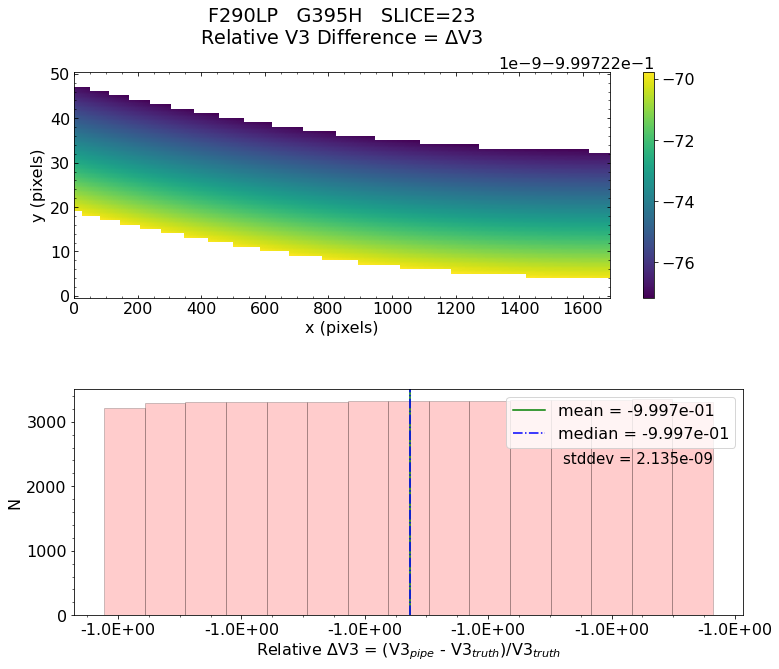 F290LP G395H SLICE=23
Relative V3 Difference = ΔV3
1e−9−9.99722e−1
50
40
30
20
10
0
y (pixels)
0 200 400 600 800 1000 1200 1400 1600
x (pixels)
−70
−72
−74
−76
3000
2000
1000
0
N
mean = -9.997e-01
median = -9.997e-01
stddev = 2.135e-09
-1.0E+00 -1.0E+00 -1.0E+00 -1.0E+00 -1.0E+00 -1.0E+00
Relative ΔV3 = (V3pipe - V3truth)/V3truth